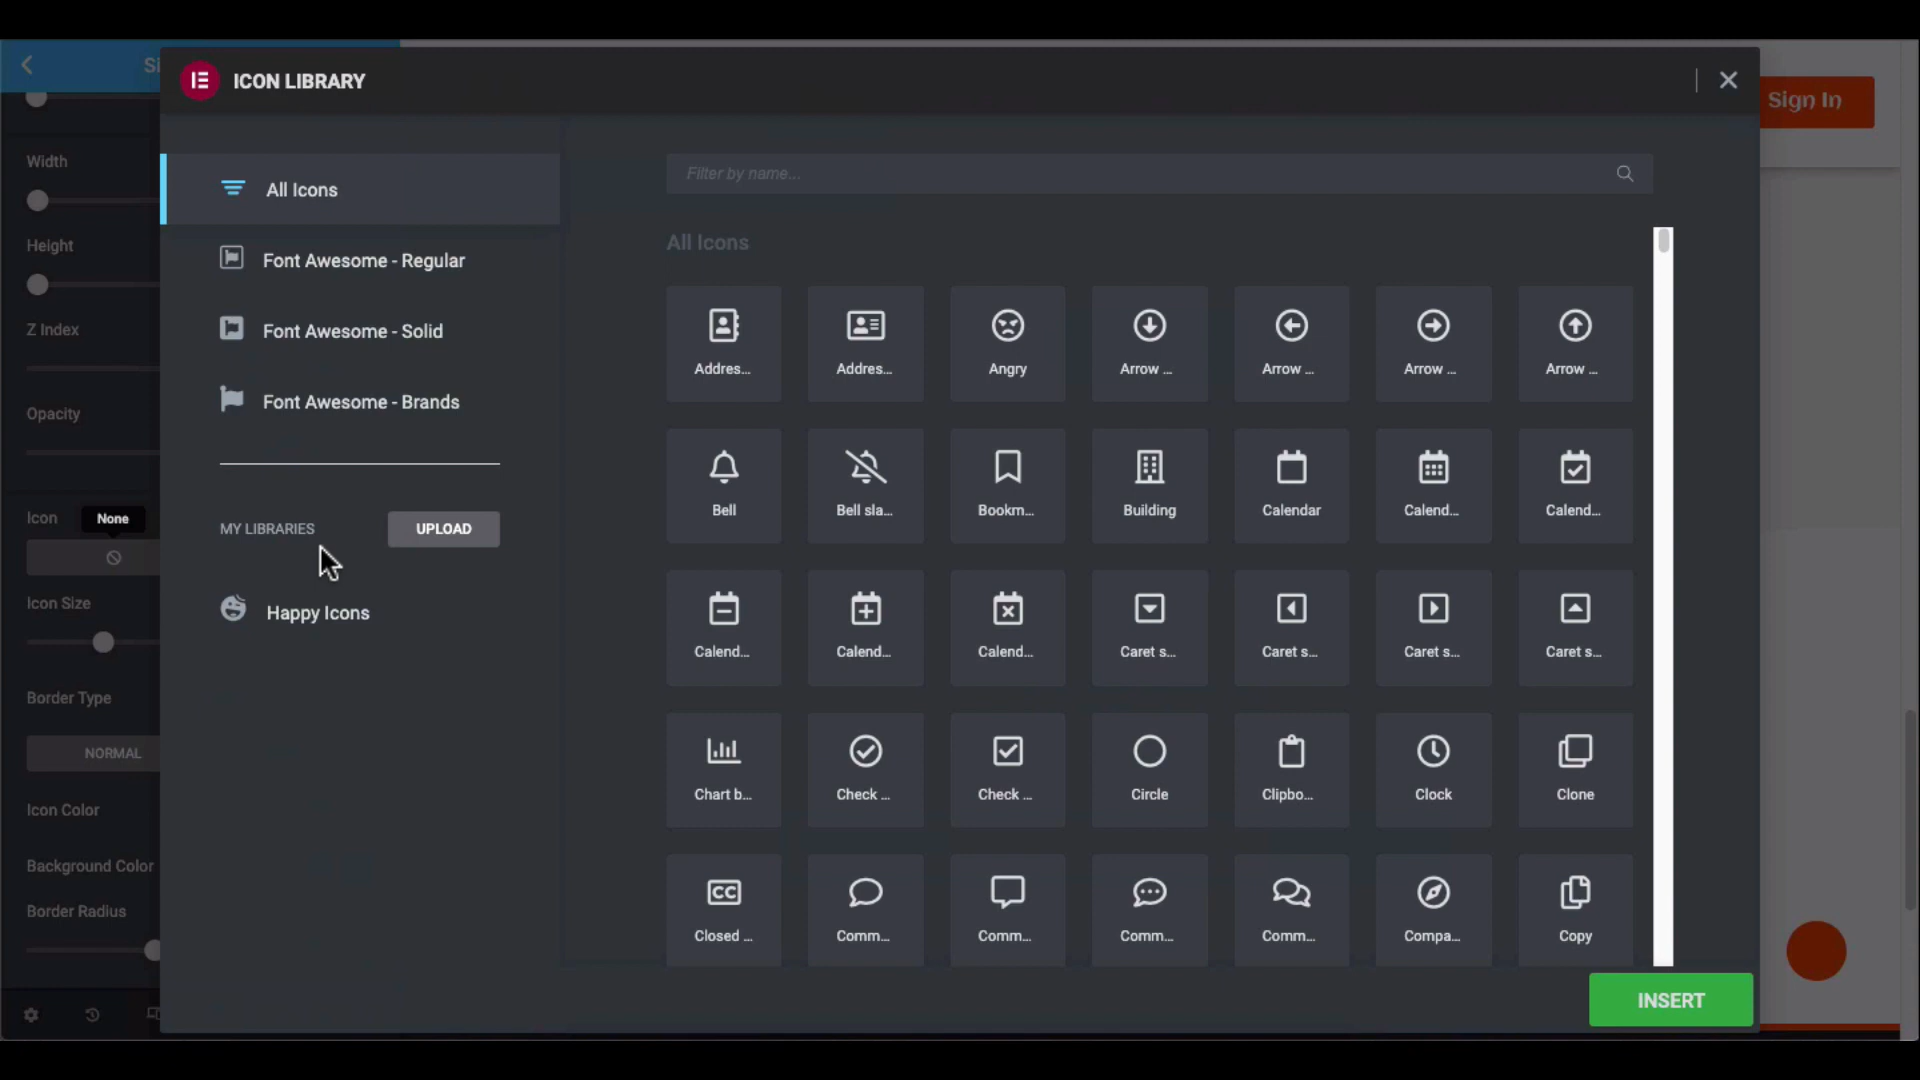 Si
ICON LIBRARY
Sign In
Width
Height
Z Index
Opacity
Icon
None
Icon Size
Border Type
NORMAL
Icon Color
Background Color
Border Radius
All Icons
Font Awesome - Regular
Font Awesome - Solid
Font Awesome - Brands
MY LIBRARIES
UPLOAD
Happy Icons
Filter by name...
All Icons
Addres...
Addres...
Angry
Arrow ...
Arrow ...
Arrow ...
Arrow ...
Bell
Bell sla...
Bookm...
Building
Calendar
Calend...
Calend...
Calend...
Calend...
Calend...
Caret s...
Caret s...
Caret s...
Caret s...
Chart b...
Check ...
Check ...
Circle
Clipbo...
Clock
Clone
CC
Closed ...
Comm...
Comm...
Comm...
Comm...
Compa...
Copy
INSERT